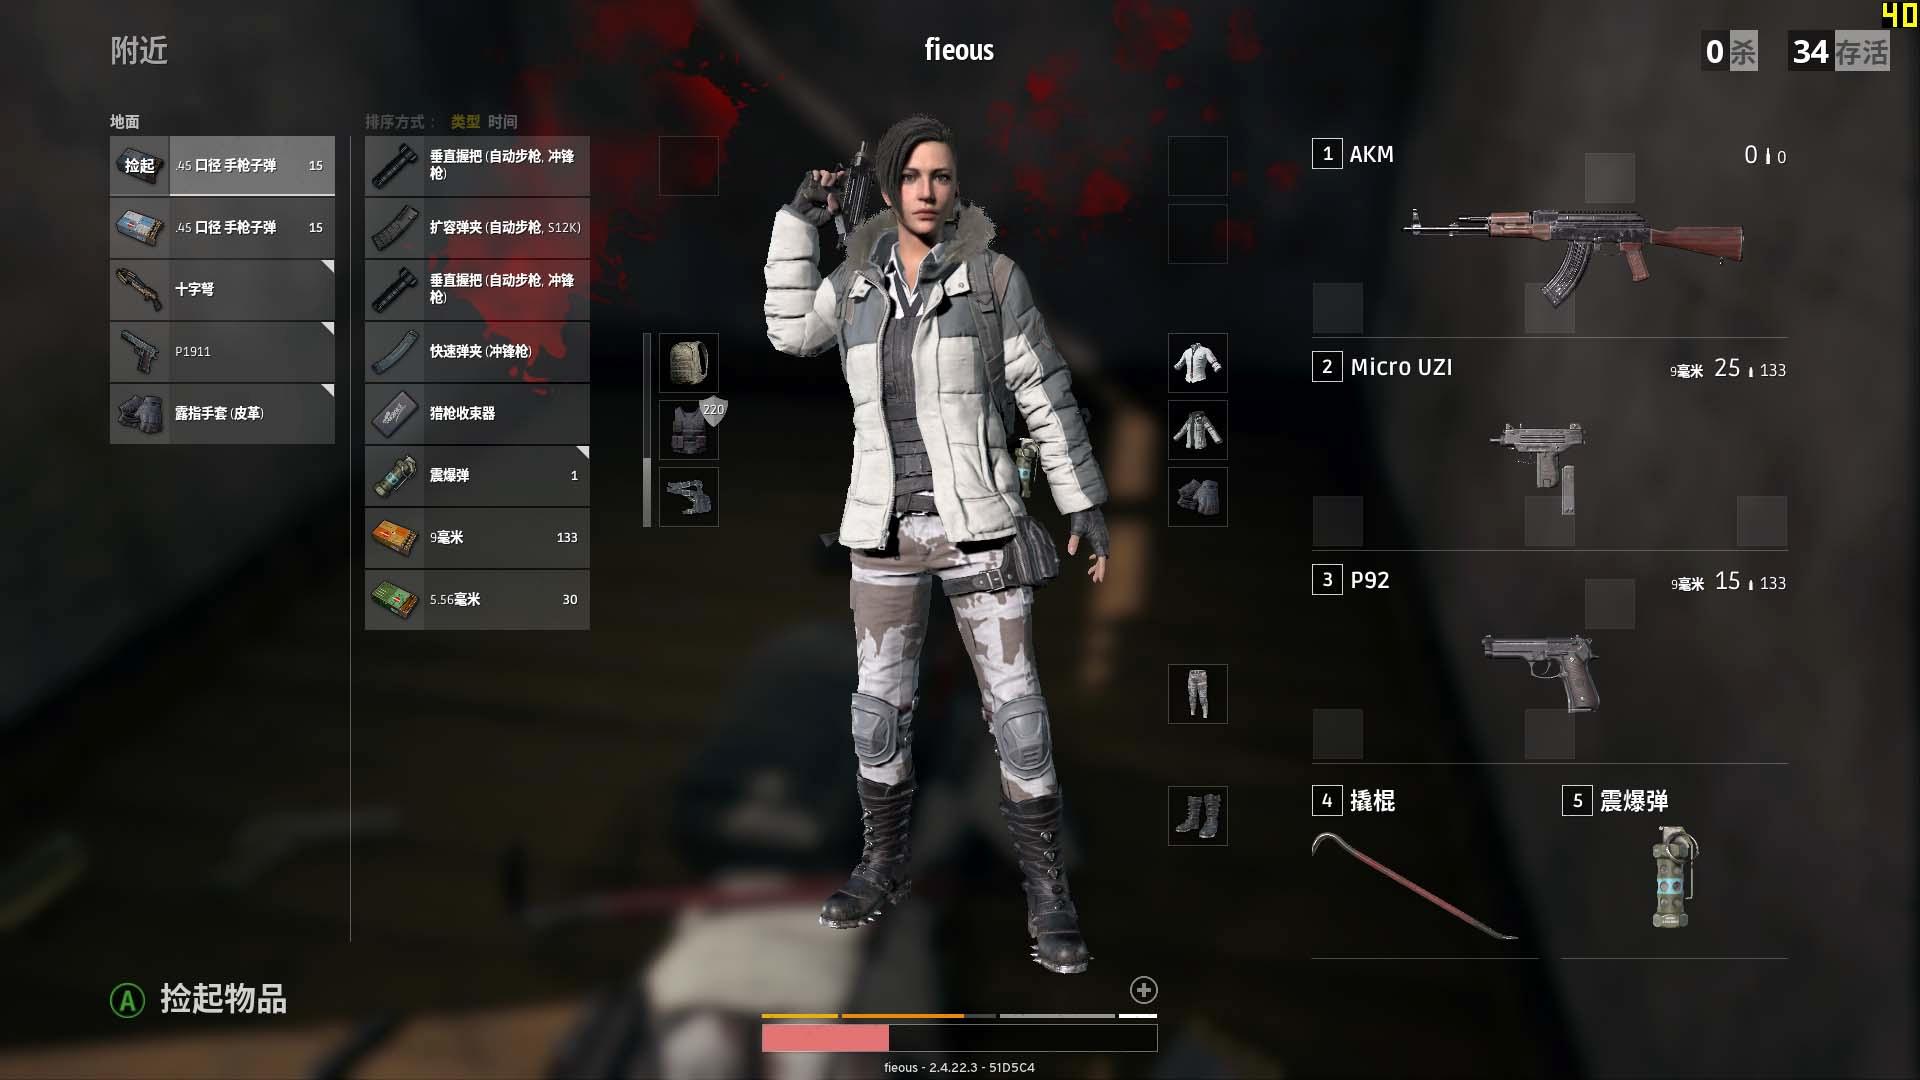 40
附近
fieous
0 杀 34 存活
地面
捡起 .45 口径 手枪子弹 15
.45 口径 手枪子弹 15
十字弩
P1911
露指手套 (皮革)
排序方式: 类型 时间
垂直握把 (自动步枪, 冲锋
枪)
扩容弹夹 (自动步枪, S12K)
垂直握把 (自动步枪, 冲锋
枪)
快速弹夹 (冲锋枪)
猎枪收束器
震爆弹 1
9毫米 133
5.56毫米 30
220
1 AKM 0 0
2 Micro UZI 9毫米 25 133
3 P92 9毫米 15 133
4 撬棍
5 震爆弹
A 捡起物品
fieous - 2.4.22.3 - 51D5C4